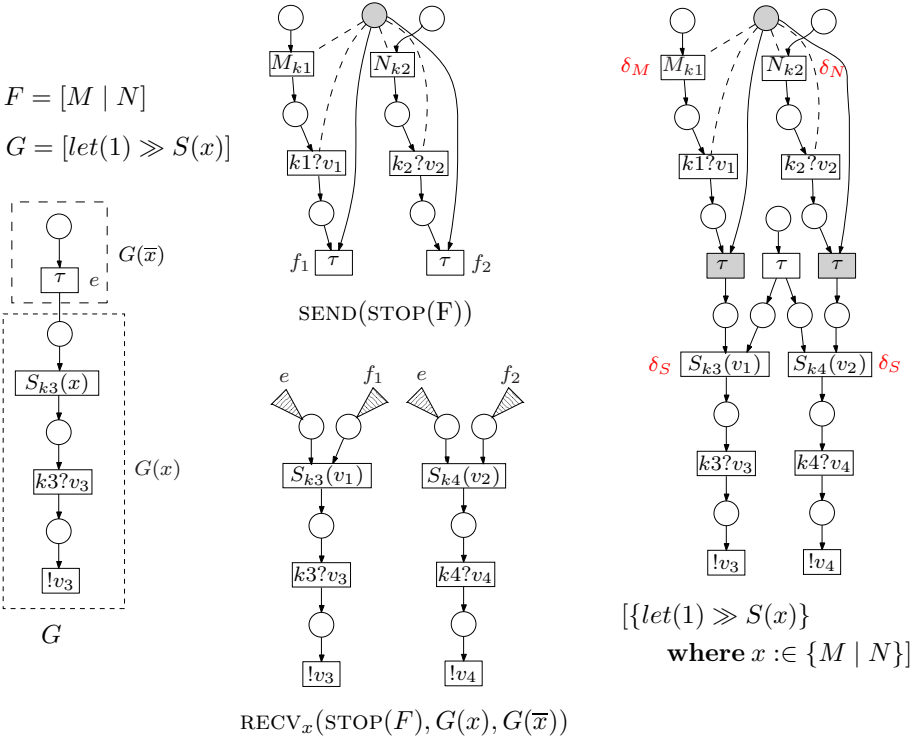 F = [M | N]
G = [let(1) ≫ S(x)]
G(x̅)
τ
e
S_{k3}(x)
k3?v_3
G(x)
!v_3
G
M_{k1}
N_{k2}
k1?v_1
k_2?v_2
f_1
τ
τ
f_2
SEND(STOP(F))
e
f_1
e
f_2
S_{k3}(v_1)
S_{k4}(v_2)
k3?v_3
k4?v_4
!v_3
!v_4
RECV_x(STOP(F), G(x), G(x̅))
δ_M
M_{k1}
N_{k2}
δ_N
k1?v_1
k_2?v_2
τ
τ
τ
δ_S
S_{k3}(v_1)
S_{k4}(v_2)
δ_S
k3?v_3
k4?v_4
!v_3
!v_4
[{let(1) ≫ S(x)}
where x :∈ {M | N}]